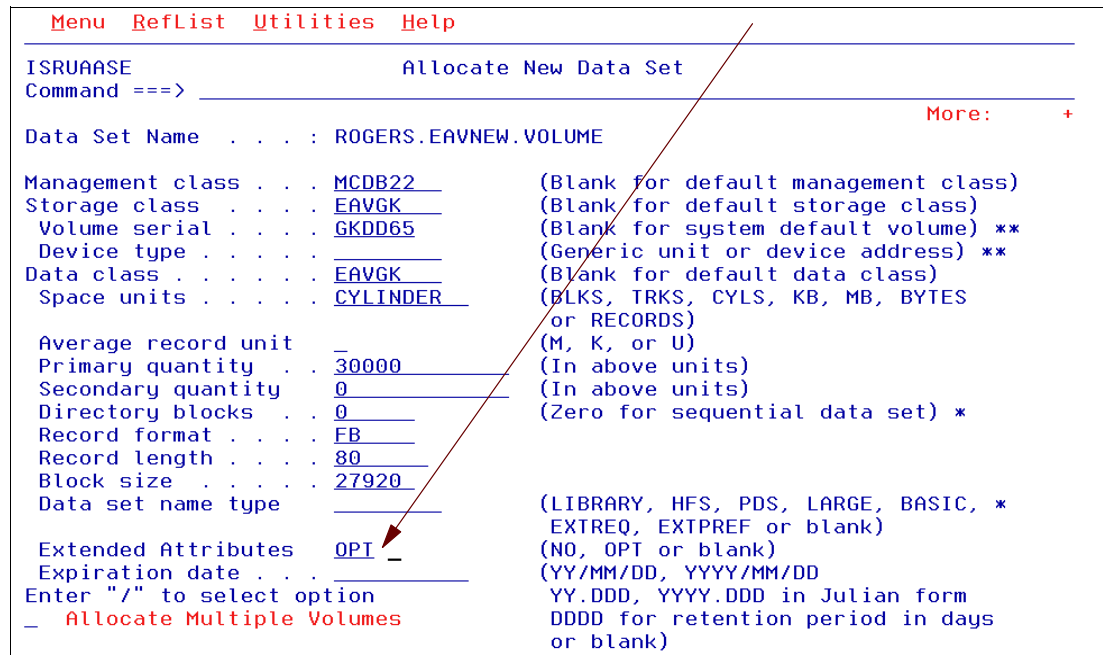 Menu RefList Utilities Help
ISRUAASE Allocate New Data Set
Command ===>
More: +
Data Set Name . . . : ROGERS.EAVNEW.VOLUME
Management class . . . MCDB22 (Blank for default management class)
Storage class . . . . EAVGK (Blank for default storage class)
Volume serial . . . . GKDD65 (Blank for system default volume) **
Device type . . . . . (Generic unit or device address) **
Data class . . . . . . EAVGK (Blank for default data class)
Space units . . . . . CYLINDER (BLKS, TRKS, CYLS, KB, MB, BYTES
or RECORDS)
Average record unit _ (M, K, or U)
Primary quantity . . 30000 (In above units)
Secondary quantity 0 (In above units)
Directory blocks . . 0 (Zero for sequential data set) *
Record format . . . . FB
Record length . . . . 80
Block size . . . . . 27920
Data set name type (LIBRARY, HFS, PDS, LARGE, BASIC, *
EXTREQ, EXTPREF or blank)
Extended Attributes OPT _ (NO, OPT or blank)
Expiration date . . . (YY/MM/DD, YYYY/MM/DD
Enter "/" to select option YY.DDD, YYYY.DDD in Julian form
_ Allocate Multiple Volumes DDDD for retention period in days
or blank)